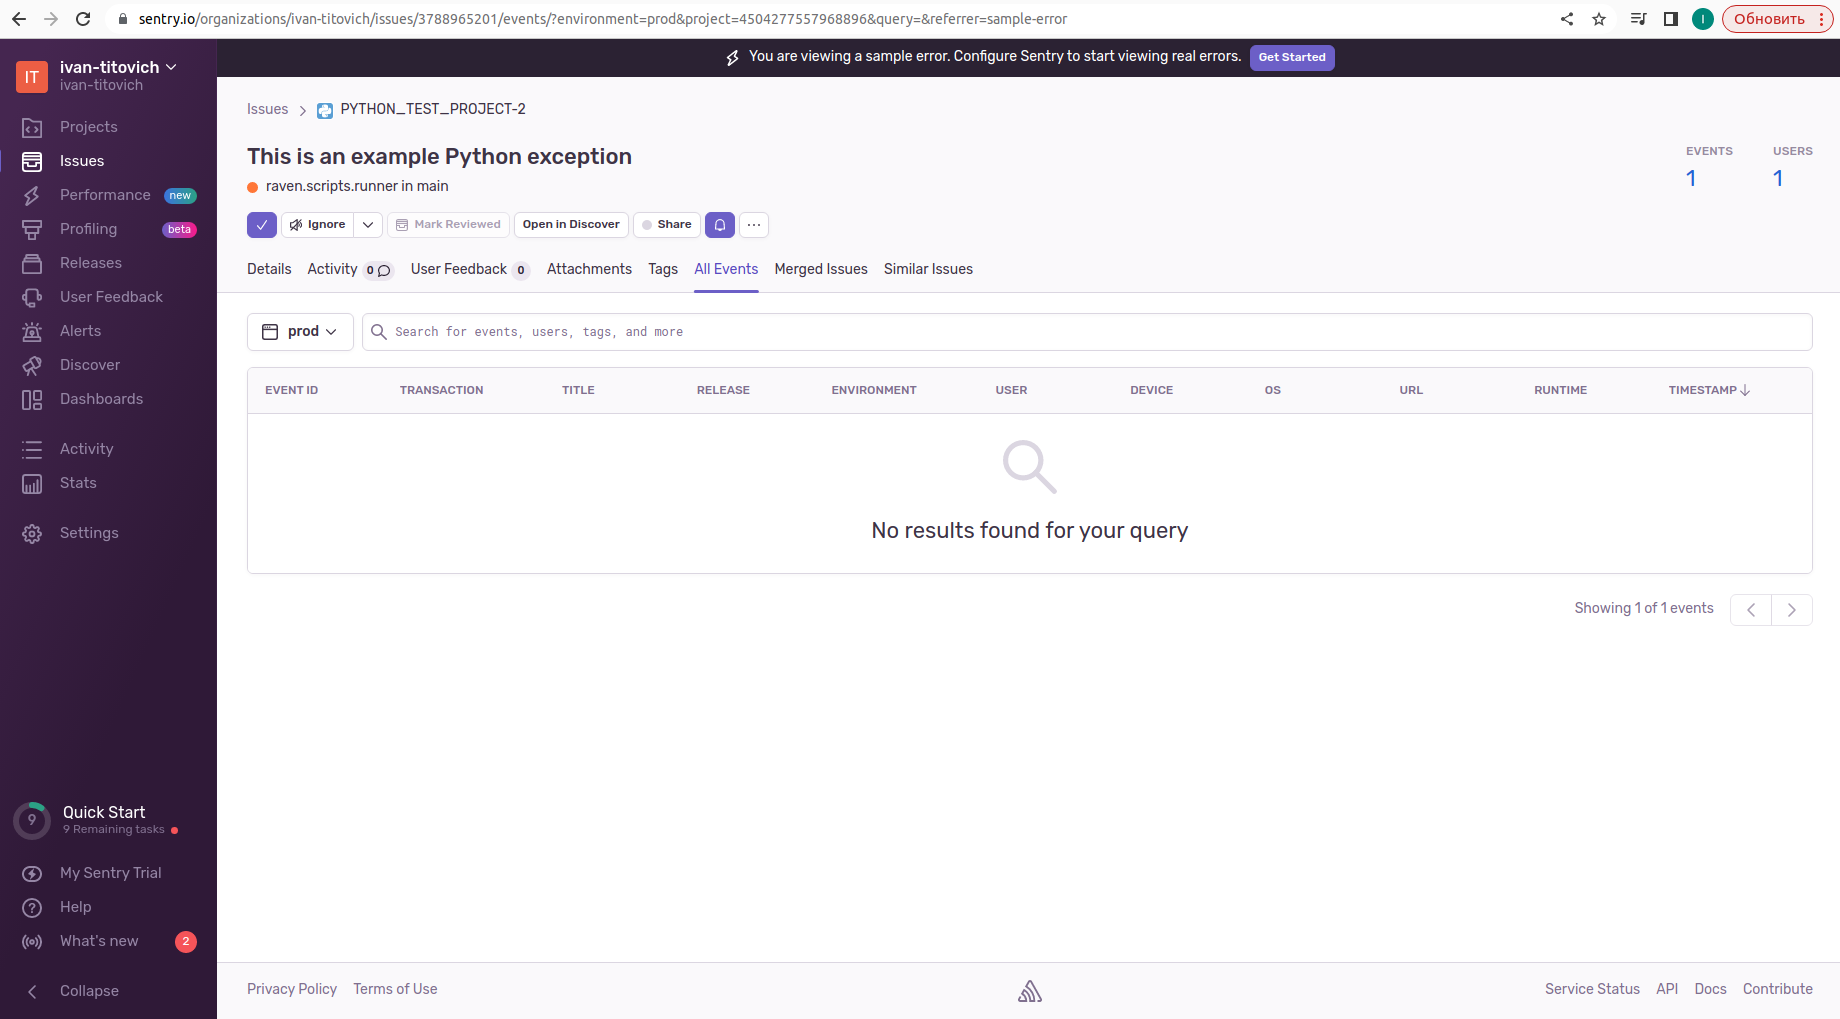 sentry.io/organizations/ivan-titovich/issues/3788965201/events/?environment=prod&project=4504277557968896&query=&referrer=sample-error
I
Обновить
IT
ivan-titovich
ivan-titovich
Projects
Issues
Performance new
Profiling beta
Releases
User Feedback
Alerts
Discover
Dashboards
Activity
Stats
Settings
9
Quick Start
9 Remaining tasks
My Sentry Trial
Help
What's new 2
Collapse
You are viewing a sample error. Configure Sentry to start viewing real errors. Get Started
Issues PYTHON_TEST_PROJECT-2
This is an example Python exception
raven.scripts.runner in main
EVENTS USERS
1 1
Ignore Mark Reviewed Open in Discover Share
Details Activity 0 User Feedback 0 Attachments Tags All Events Merged Issues Similar Issues
prod Search for events, users, tags, and more
EVENT ID TRANSACTION TITLE RELEASE ENVIRONMENT USER DEVICE OS URL RUNTIME TIMESTAMP
No results found for your query
Showing 1 of 1 events
Privacy Policy Terms of Use Service Status API Docs Contribute